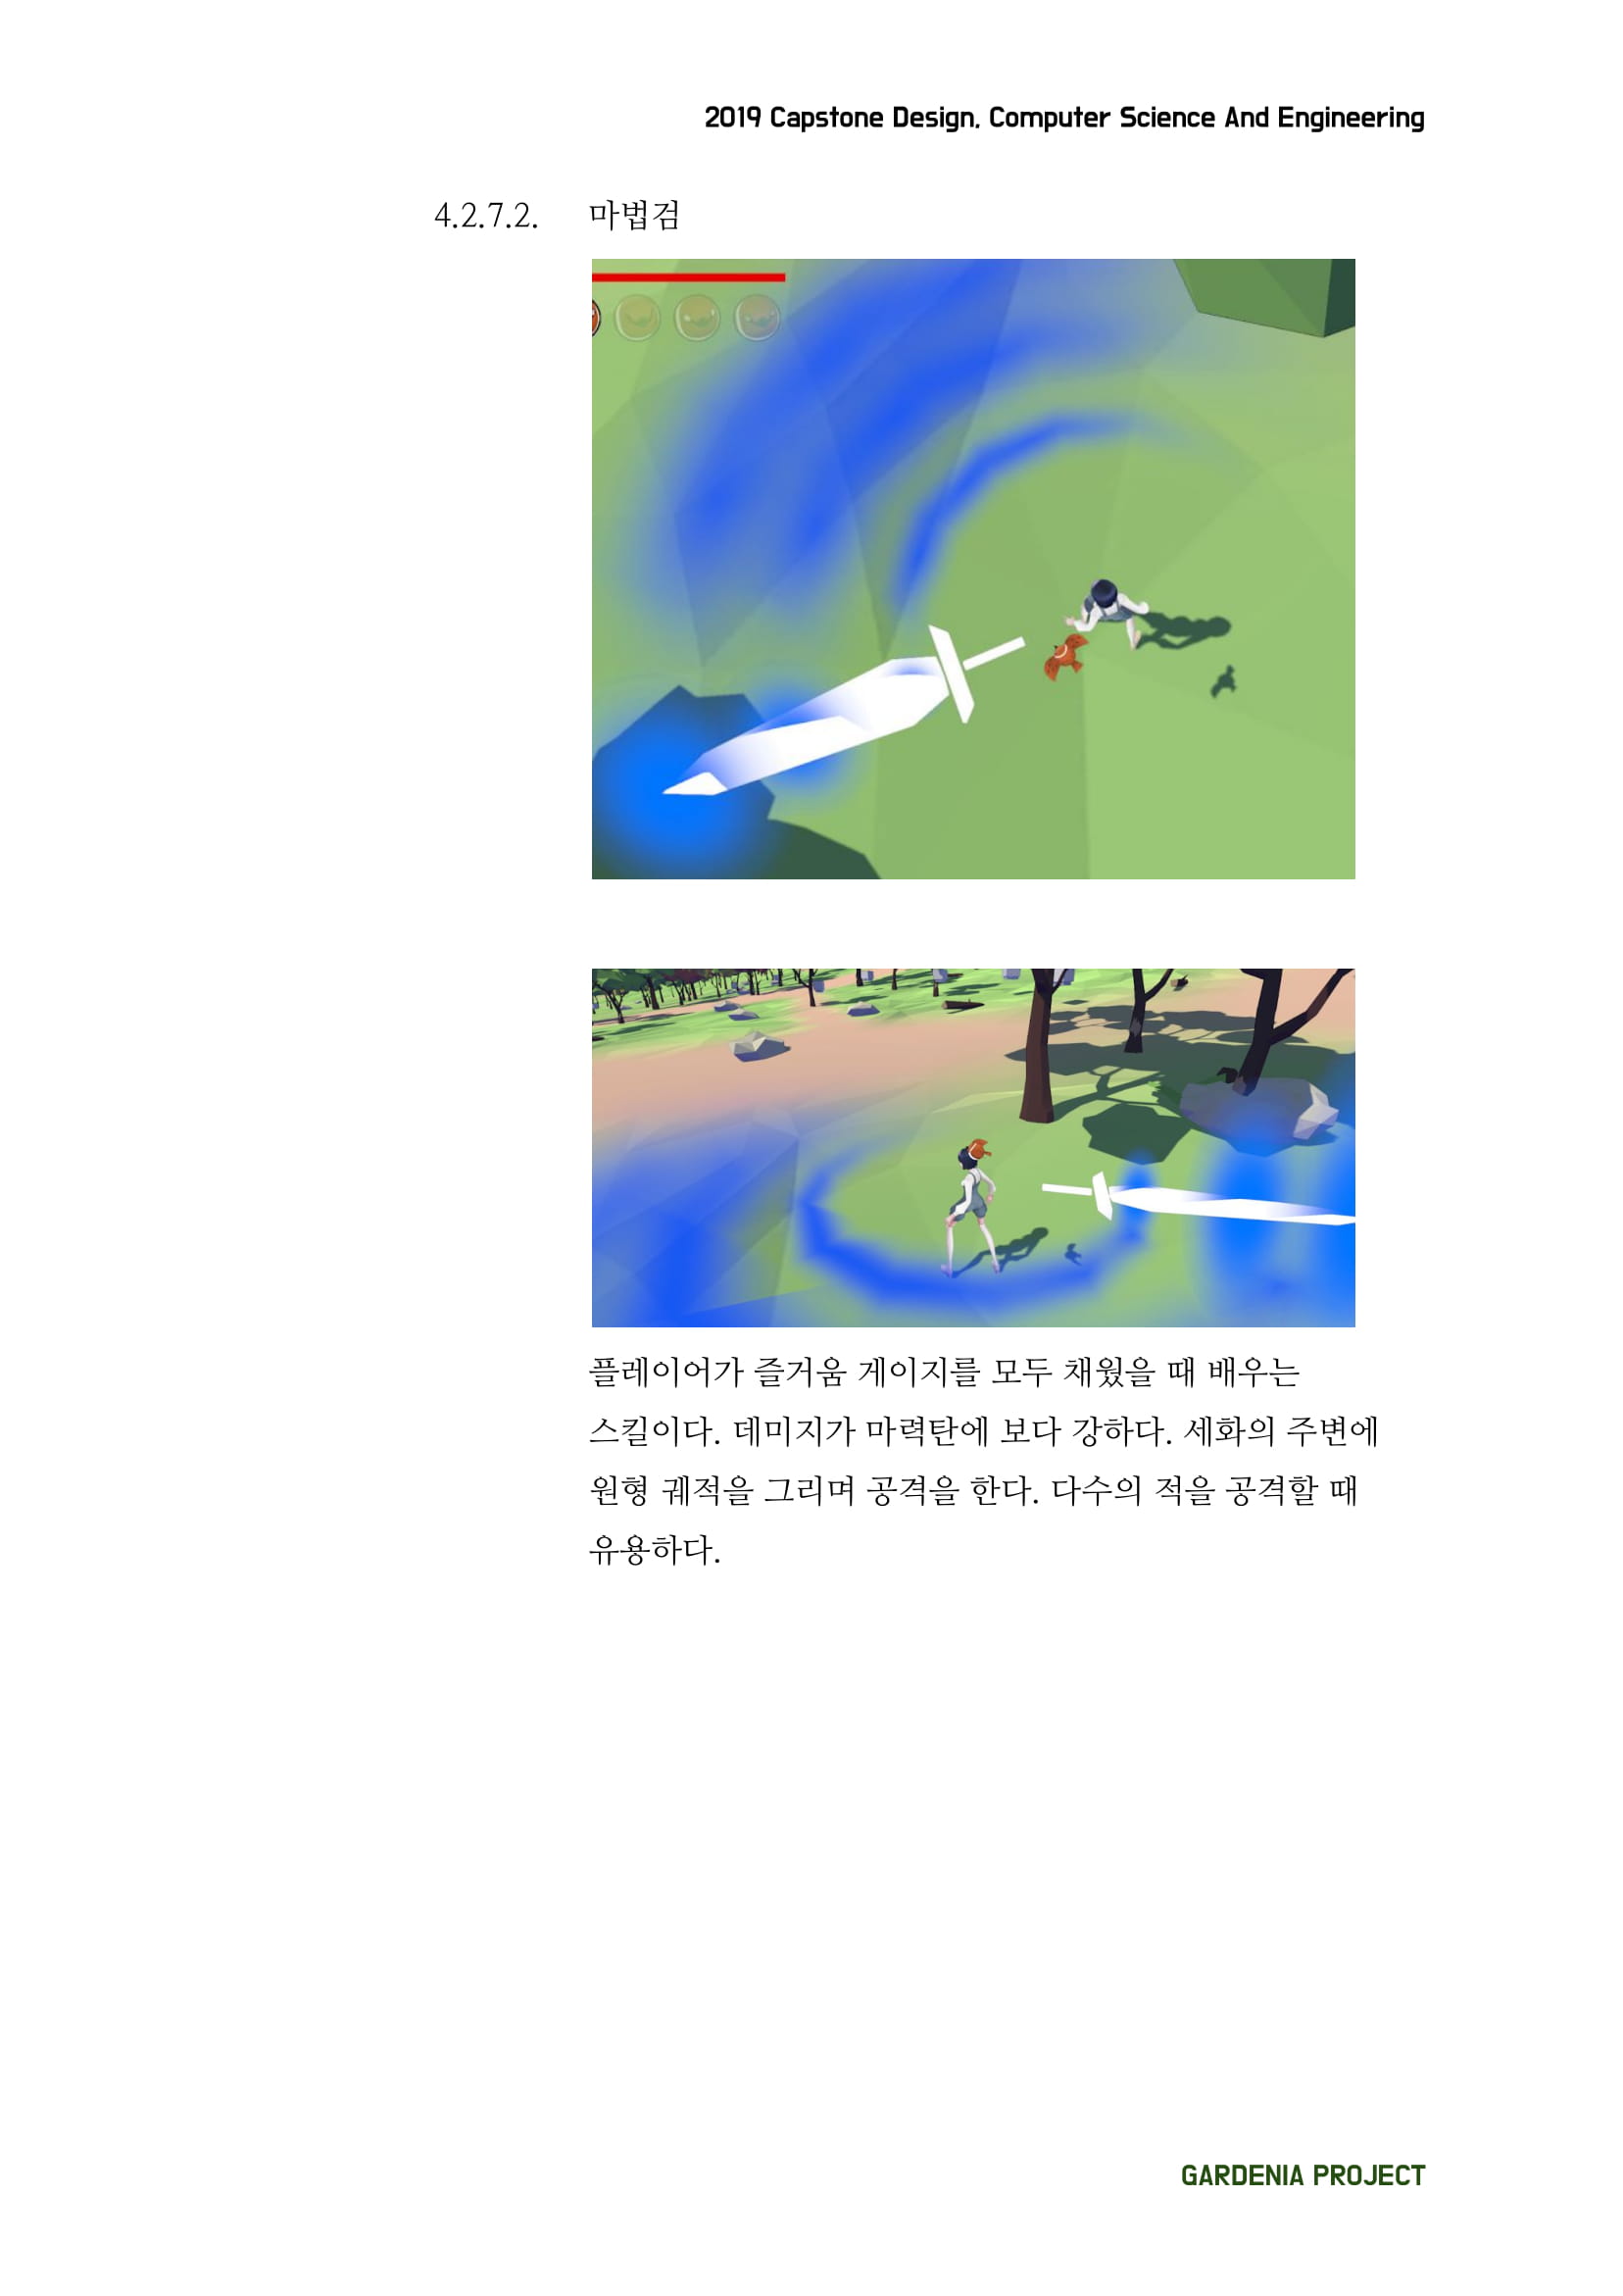 2019 Capstone Design, Computer Science And Engineering
4.2.7.2. 마법검
플레이어가 즐거움 게이지를 모두 채웠을 때 배우는
스킬이다. 데미지가 마력탄에 보다 강하다. 세화의 주변에
원형 궤적을 그리며 공격을 한다. 다수의 적을 공격할 때
유용하다.
GARDENIA PROJECT